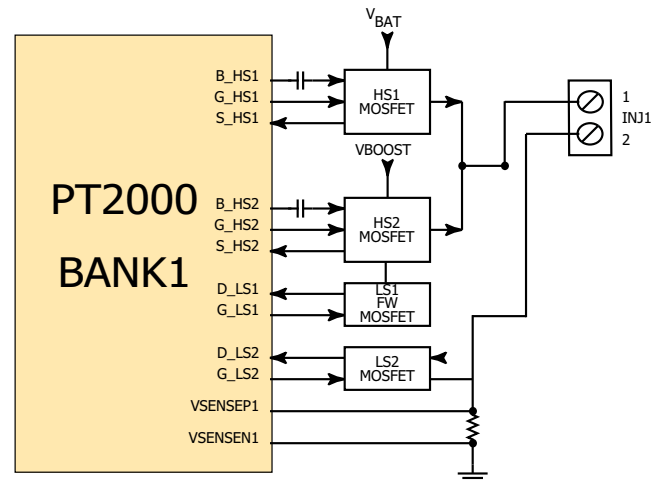 V BAT
B_HS1
G_HS1
S_HS1
HS1
MOSFET
1
INJ1
2
VBOOST
PT2000
BANK1
B_HS2
G_HS2
S_HS2
HS2
MOSFET
D_LS1
G_LS1
LS1
FW
MOSFET
D_LS2
G_LS2
LS2
MOSFET
VSENSEP1
VSENSEN1